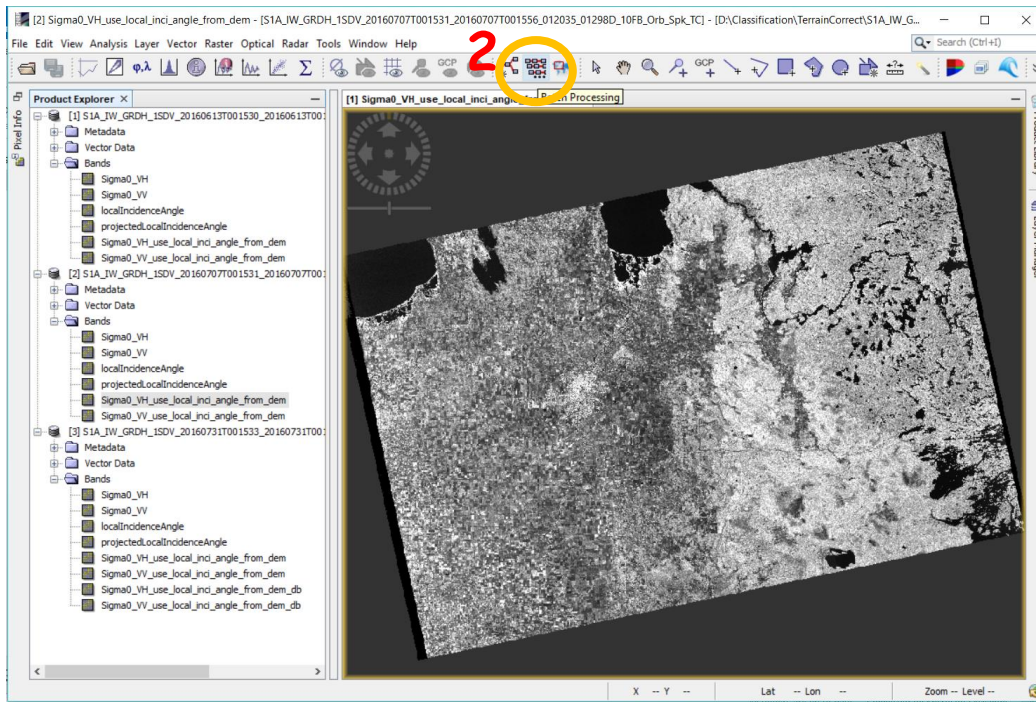 [2] Sigma0_VH_use_local_inci_angle_from_dem - [S1A_IW_GRDH_1SDV_20160707T001531_20160707T001556_012035_01298D_10FB_Orb_Spk_TC] - [D:\Classification\TerrainCorrect\S1A_IW_G...
File Edit View Analysis Layer Vector Raster Optical Radar Tools Window Help
Search (Ctrl+I)
2
φ,λ
Σ
GCP
GCP
Product Explorer
[1] Sigma0_VH_use_local_inci_angle_
Processing
Pixel Info
[1] S1A_IW_GRDH_1SDV_20160613T001530_20160613T001
Metadata
Vector Data
Bands
Sigma0_VH
Sigma0_VV
localIncidenceAngle
projectedLocalIncidenceAngle
Sigma0_VH_use_local_inci_angle_from_dem
Sigma0_VV_use_local_inci_angle_from_dem
[2] S1A_IW_GRDH_1SDV_20160707T001531_20160707T001
Metadata
Vector Data
Bands
Sigma0_VH
Sigma0_VV
localIncidenceAngle
projectedLocalIncidenceAngle
Sigma0_VH_use_local_inci_angle_from_dem
Sigma0_VV_use_local_inci_angle_from_dem
[3] S1A_IW_GRDH_1SDV_20160731T001533_20160731T001
Metadata
Vector Data
Bands
Sigma0_VH
Sigma0_VV
localIncidenceAngle
projectedLocalIncidenceAngle
Sigma0_VH_use_local_inci_angle_from_dem
Sigma0_VV_use_local_inci_angle_from_dem
Sigma0_VH_use_local_inci_angle_from_dem_db
Sigma0_VV_use_local_inci_angle_from_dem_db
X -- Y -- Lat -- Lon -- Zoom -- Level --